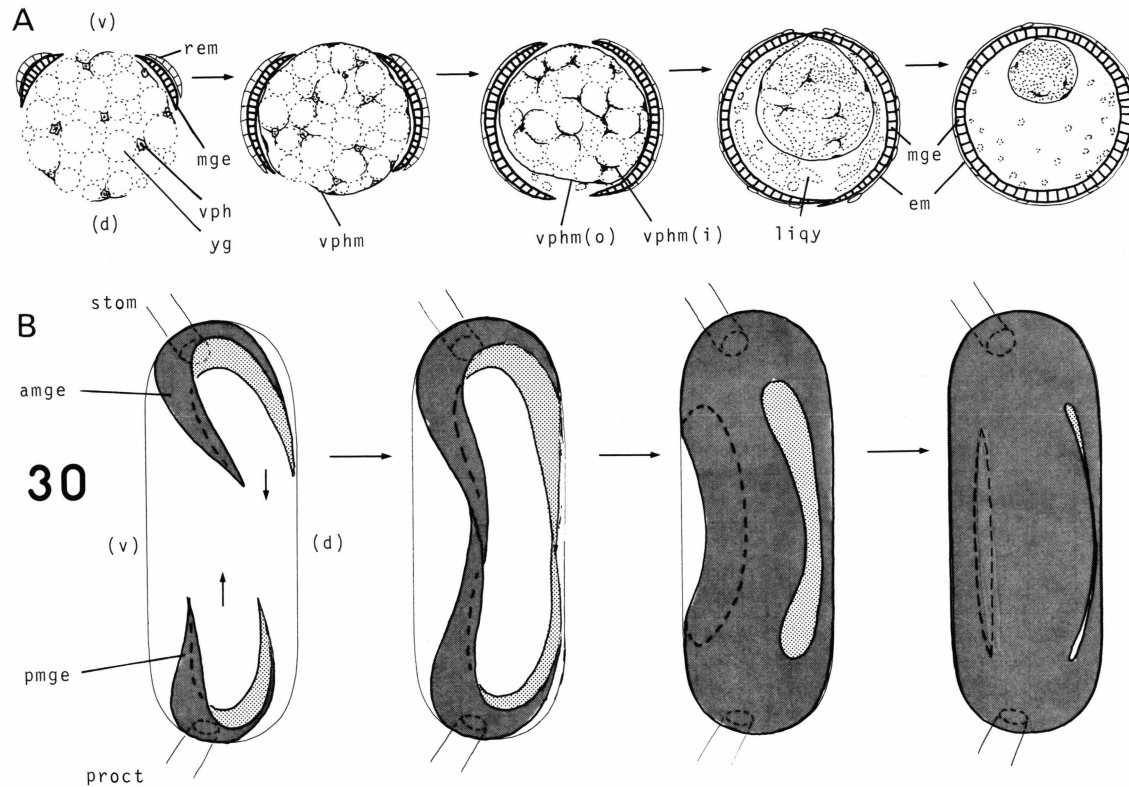 A
(v)
rem
mge
vph
(d)
yg
vphm
vphm(o)
vphm(i)
liqy
mge
em
B
stom
amge
30
(v)
(d)
pmge
proct